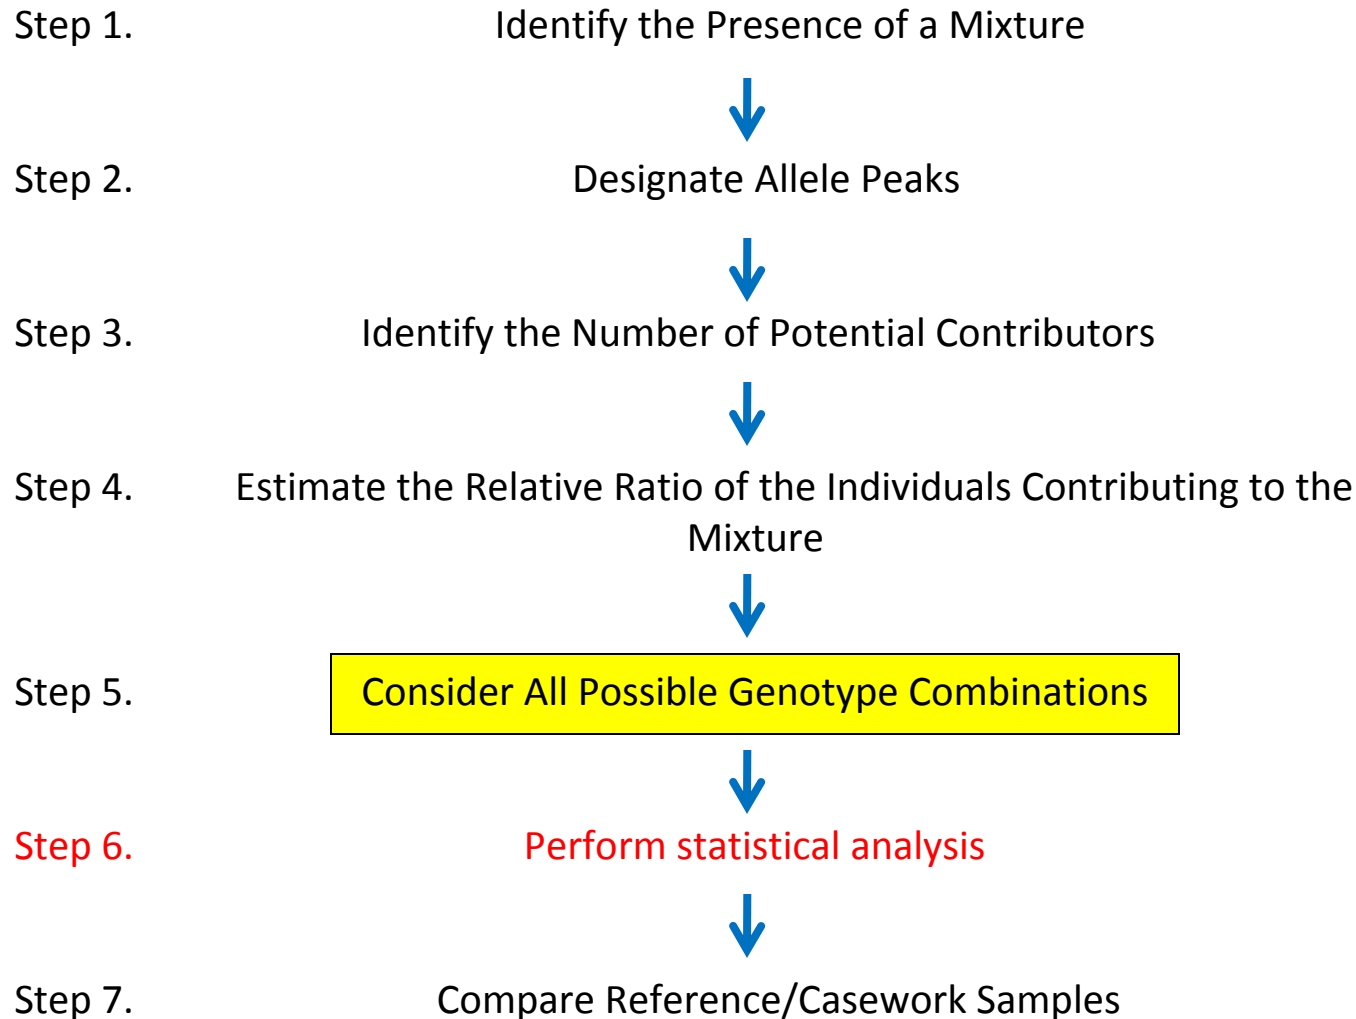 Step 1. Identify the Presence of a Mixture
Step 2. Designate Allele Peaks
Step 3. Identify the Number of Potential Contributors
Step 4. Estimate the Relative Ratio of the Individuals Contributing to the
Mixture
Step 5. Consider All Possible Genotype Combinations
Step 6. Perform statistical analysis
Step 7. Compare Reference/Casework Samples